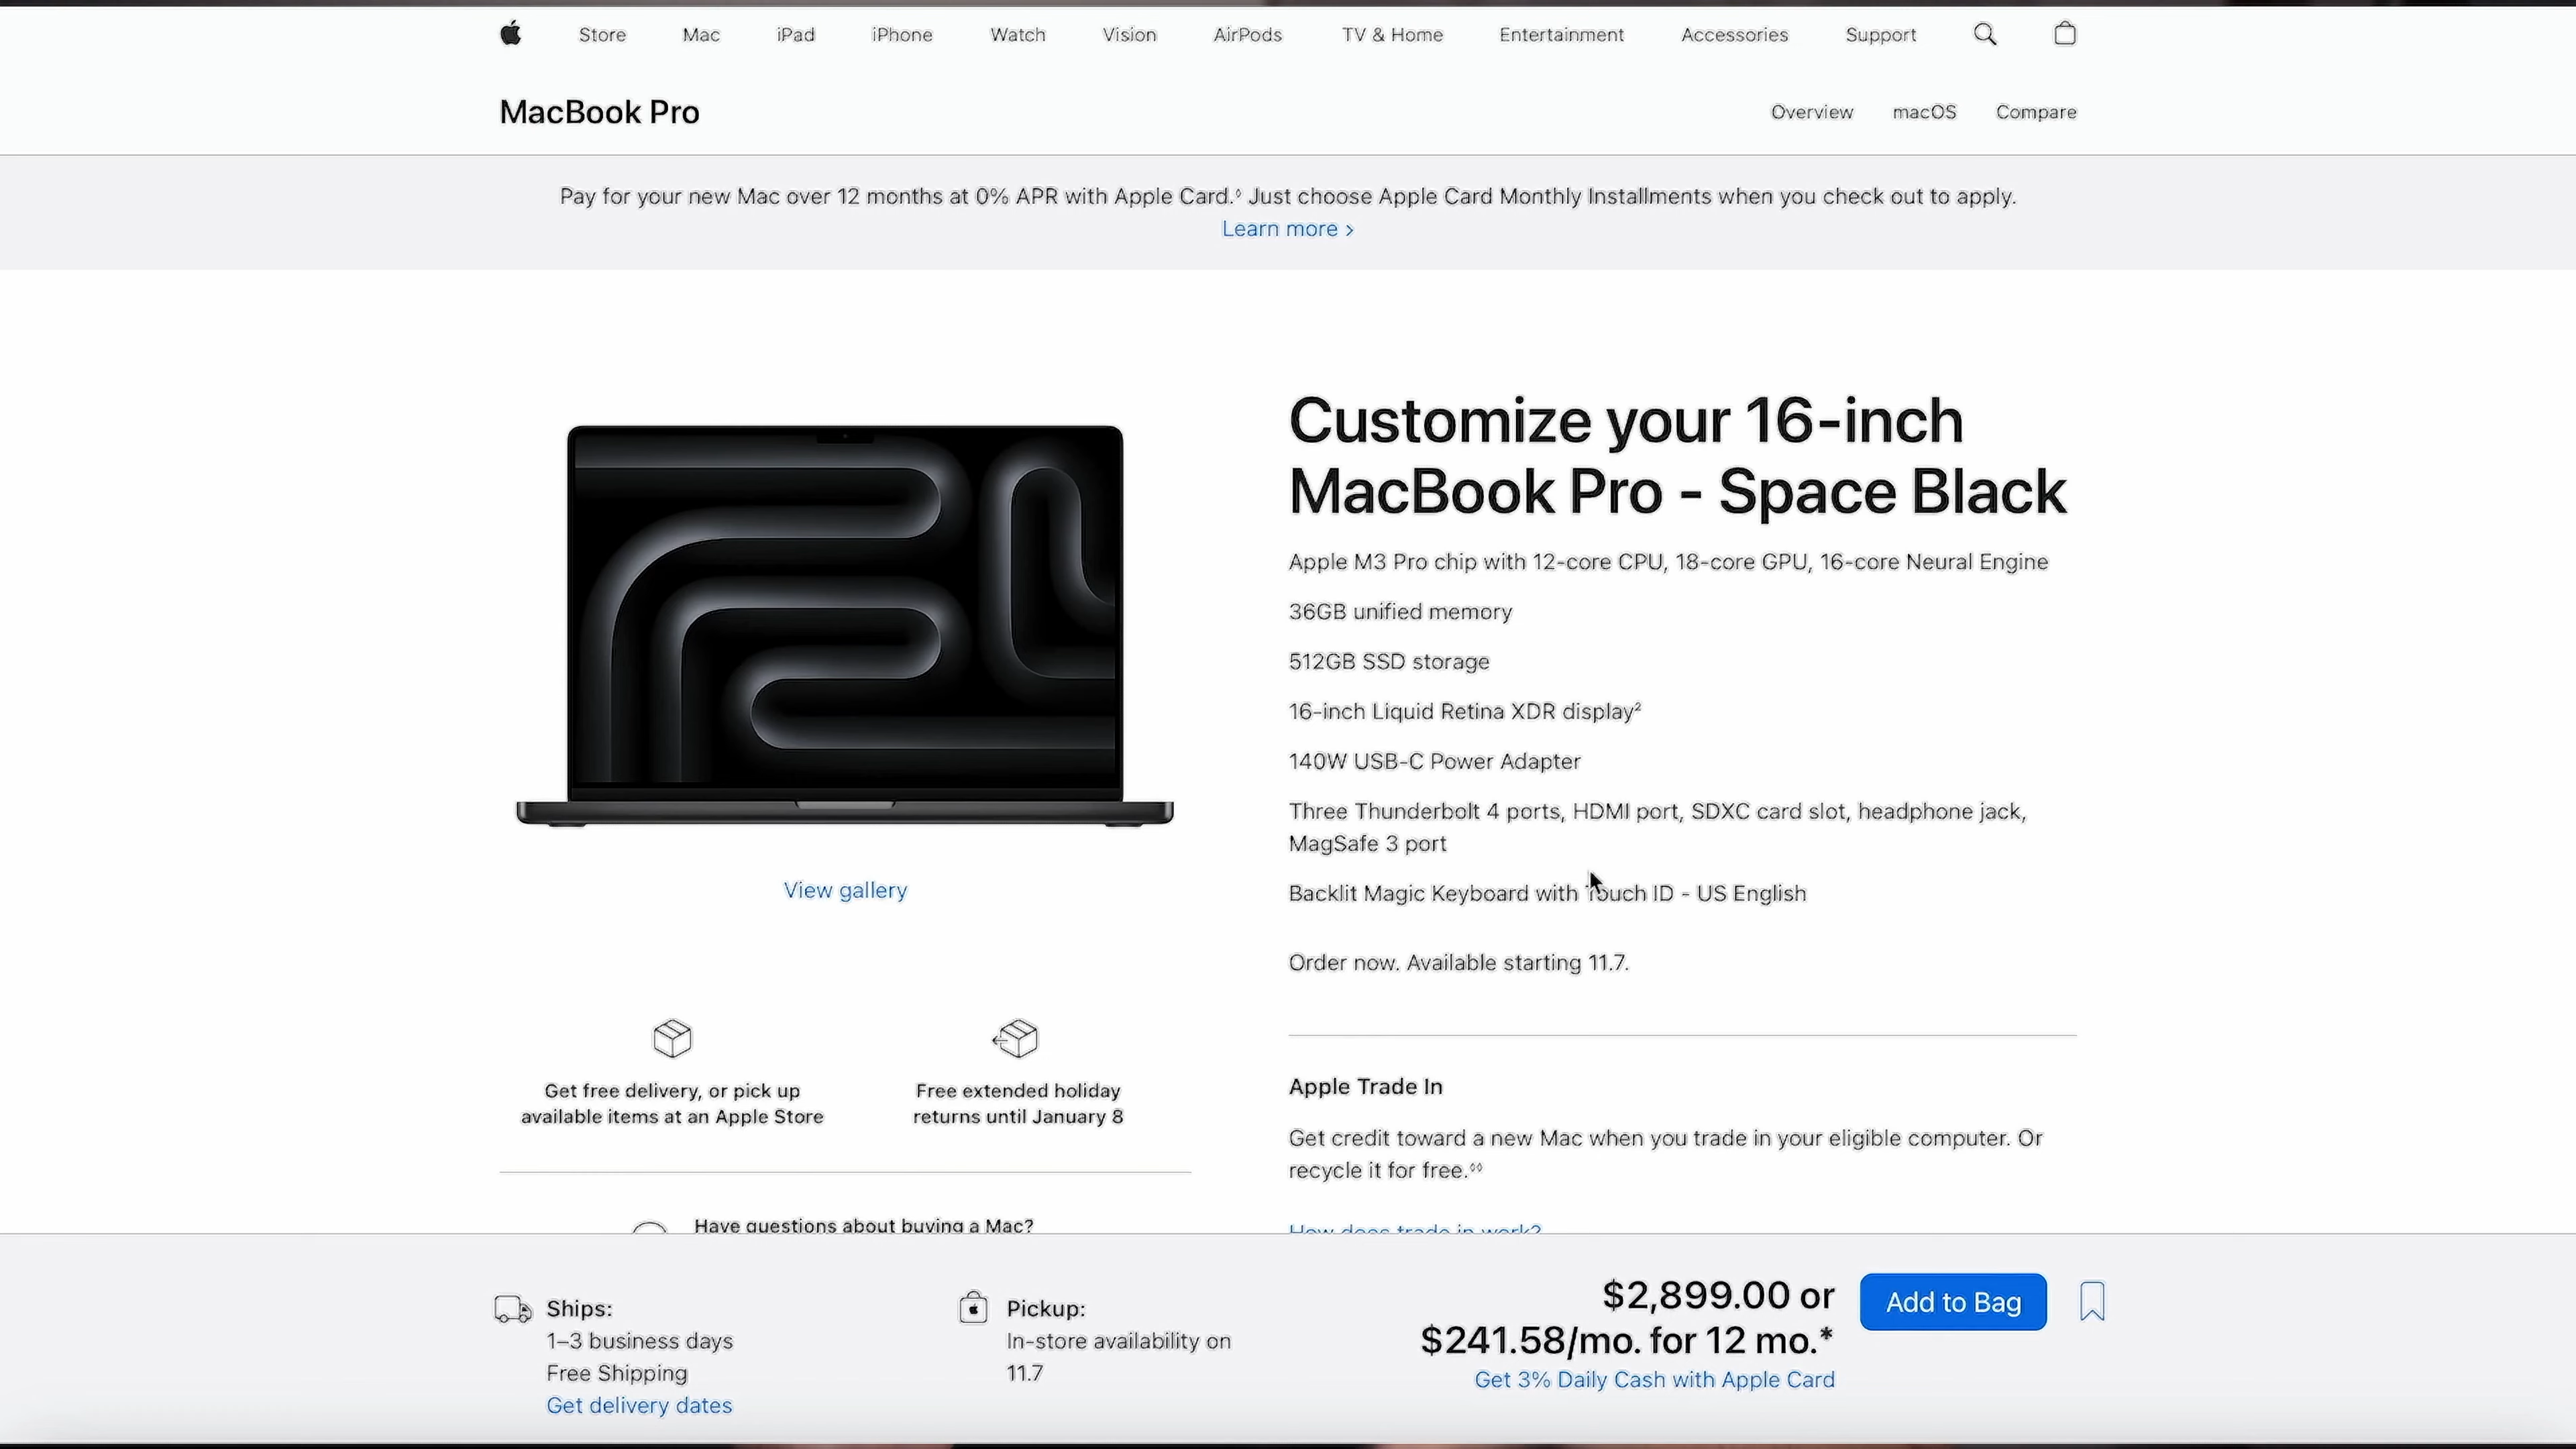 Store Mac iPad iPhone Watch Vision AirPods TV & Home Entertainment Accessories Support
MacBook Pro
Overview macOS Compare
Pay for your new Mac over 12 months at 0% APR with Apple Card.◊ Just choose Apple Card Monthly Installments when you check out to apply.
Learn more >
Customize your 16-inch
MacBook Pro - Space Black
Apple M3 Pro chip with 12-core CPU, 18-core GPU, 16-core Neural Engine
36GB unified memory
512GB SSD storage
16-inch Liquid Retina XDR display²
140W USB-C Power Adapter
Three Thunderbolt 4 ports, HDMI port, SDXC card slot, headphone jack,
MagSafe 3 port
Backlit Magic Keyboard with Touch ID - US English
Order now. Available starting 11.7.
View gallery
Get free delivery, or pick up
available items at an Apple Store
Free extended holiday
returns until January 8
Have questions about buying a Mac?
Apple Trade In
Get credit toward a new Mac when you trade in your eligible computer. Or
recycle it for free.◊◊
How does trade in work?
Ships:
1–3 business days
Free Shipping
Get delivery dates
Pickup:
In-store availability on
11.7
$2,899.00 or
$241.58/mo. for 12 mo.*
Get 3% Daily Cash with Apple Card
Add to Bag